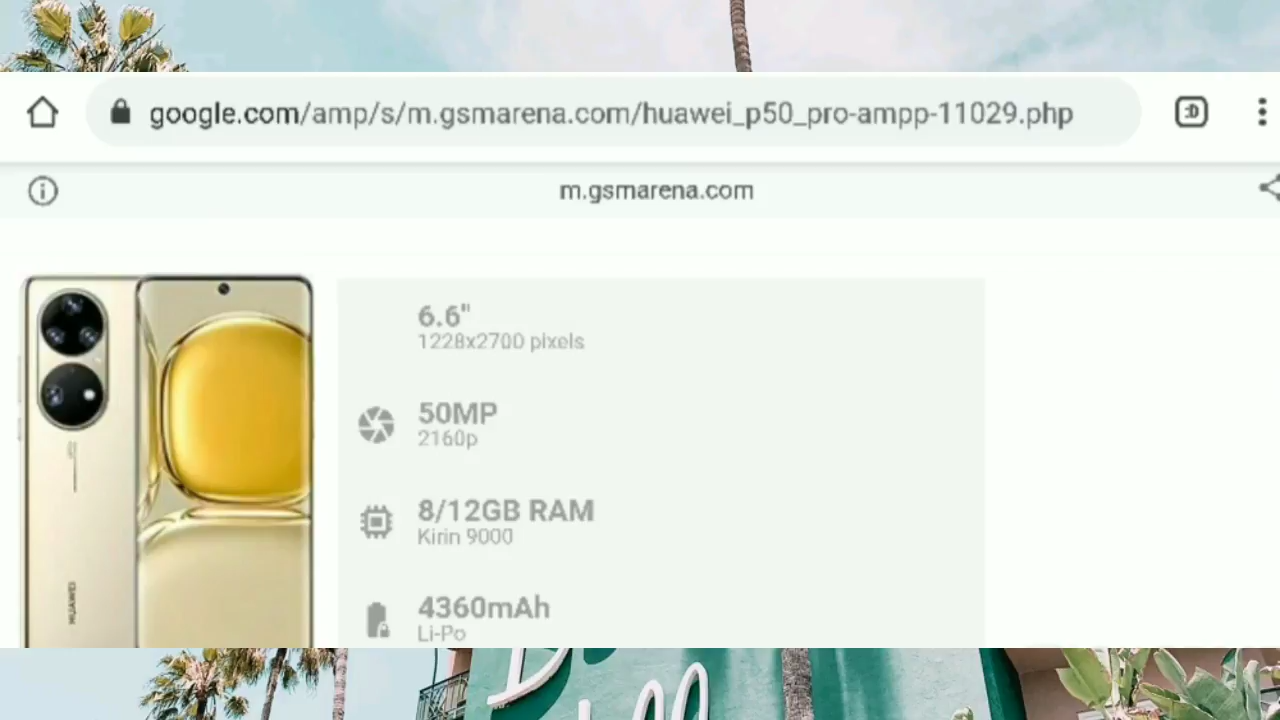 google.com/amp/s/m.gsmarena.com/huawei_p50_pro-ampp-11029.php
:D
m.gsmarena.com
6.6"
1228x2700 pixels
50MP
2160p
8/12GB RAM
Kirin 9000
4360mAh
Li-Po
HUAWEI